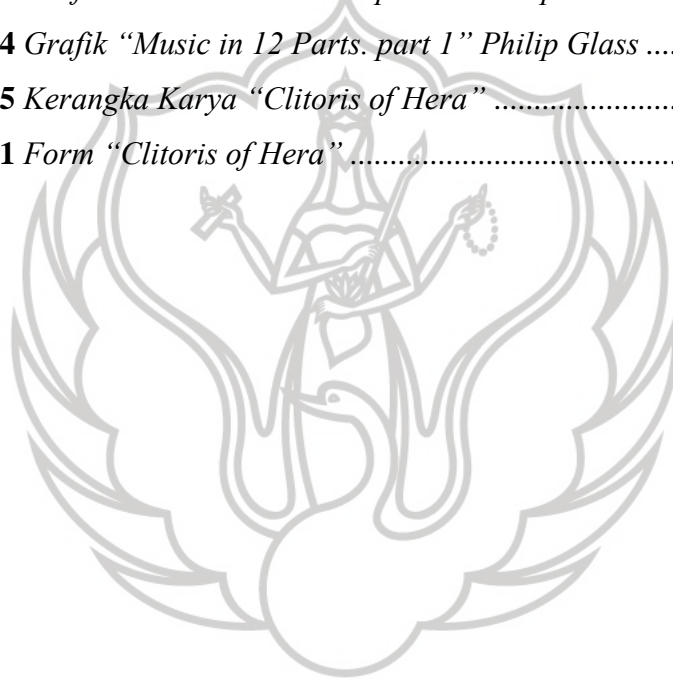 4 Grafik “Music in 12 Parts. part 1” Philip Glass ....
5 Kerangka Karya “Clitoris of Hera” ......................
1 Form “Clitoris of Hera” ........................................